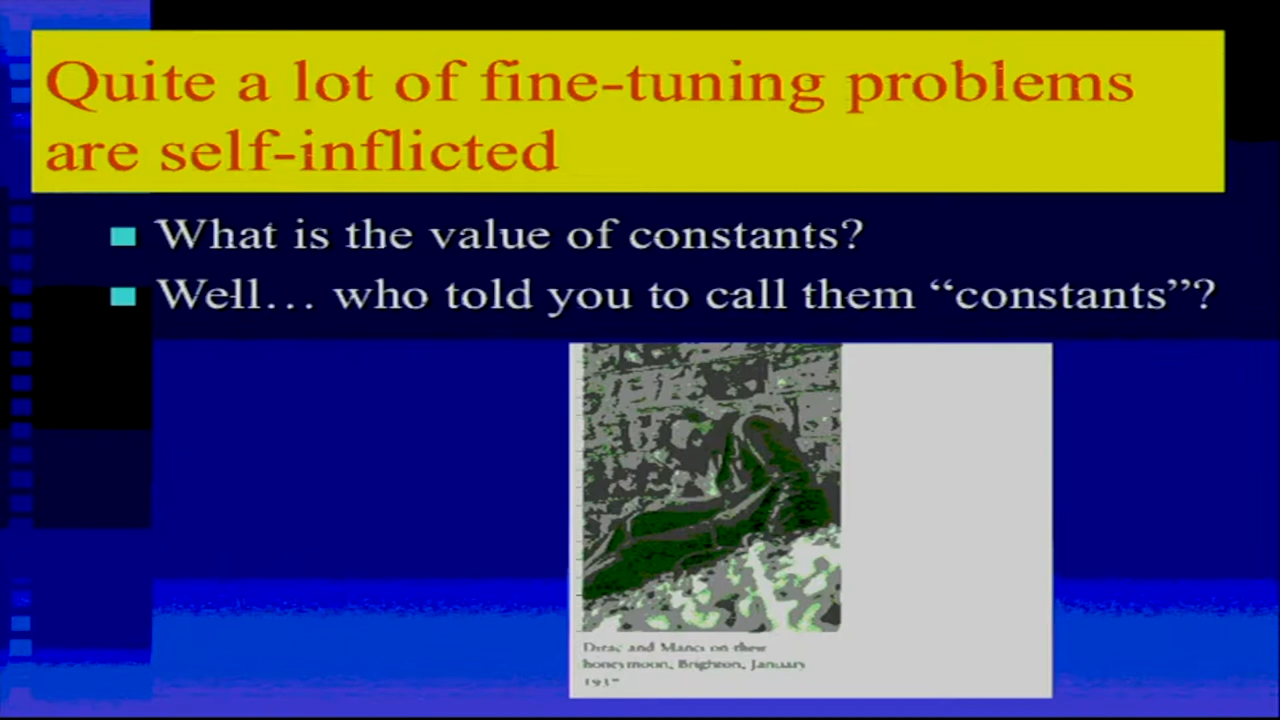 Quite a lot of fine-tuning problems
are self-inflicted
What is the value of constants?
Well… who told you to call them “constants”?
Dirac and Manci on their
honeymoon, Brighton, January
1937